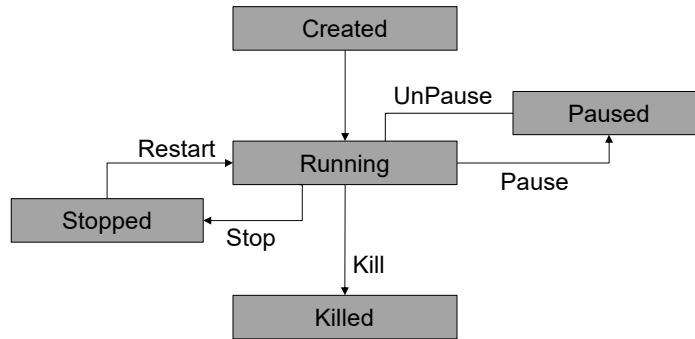 Created
UnPause
Paused
Restart
Running
Pause
Stopped
Stop
Kill
Killed